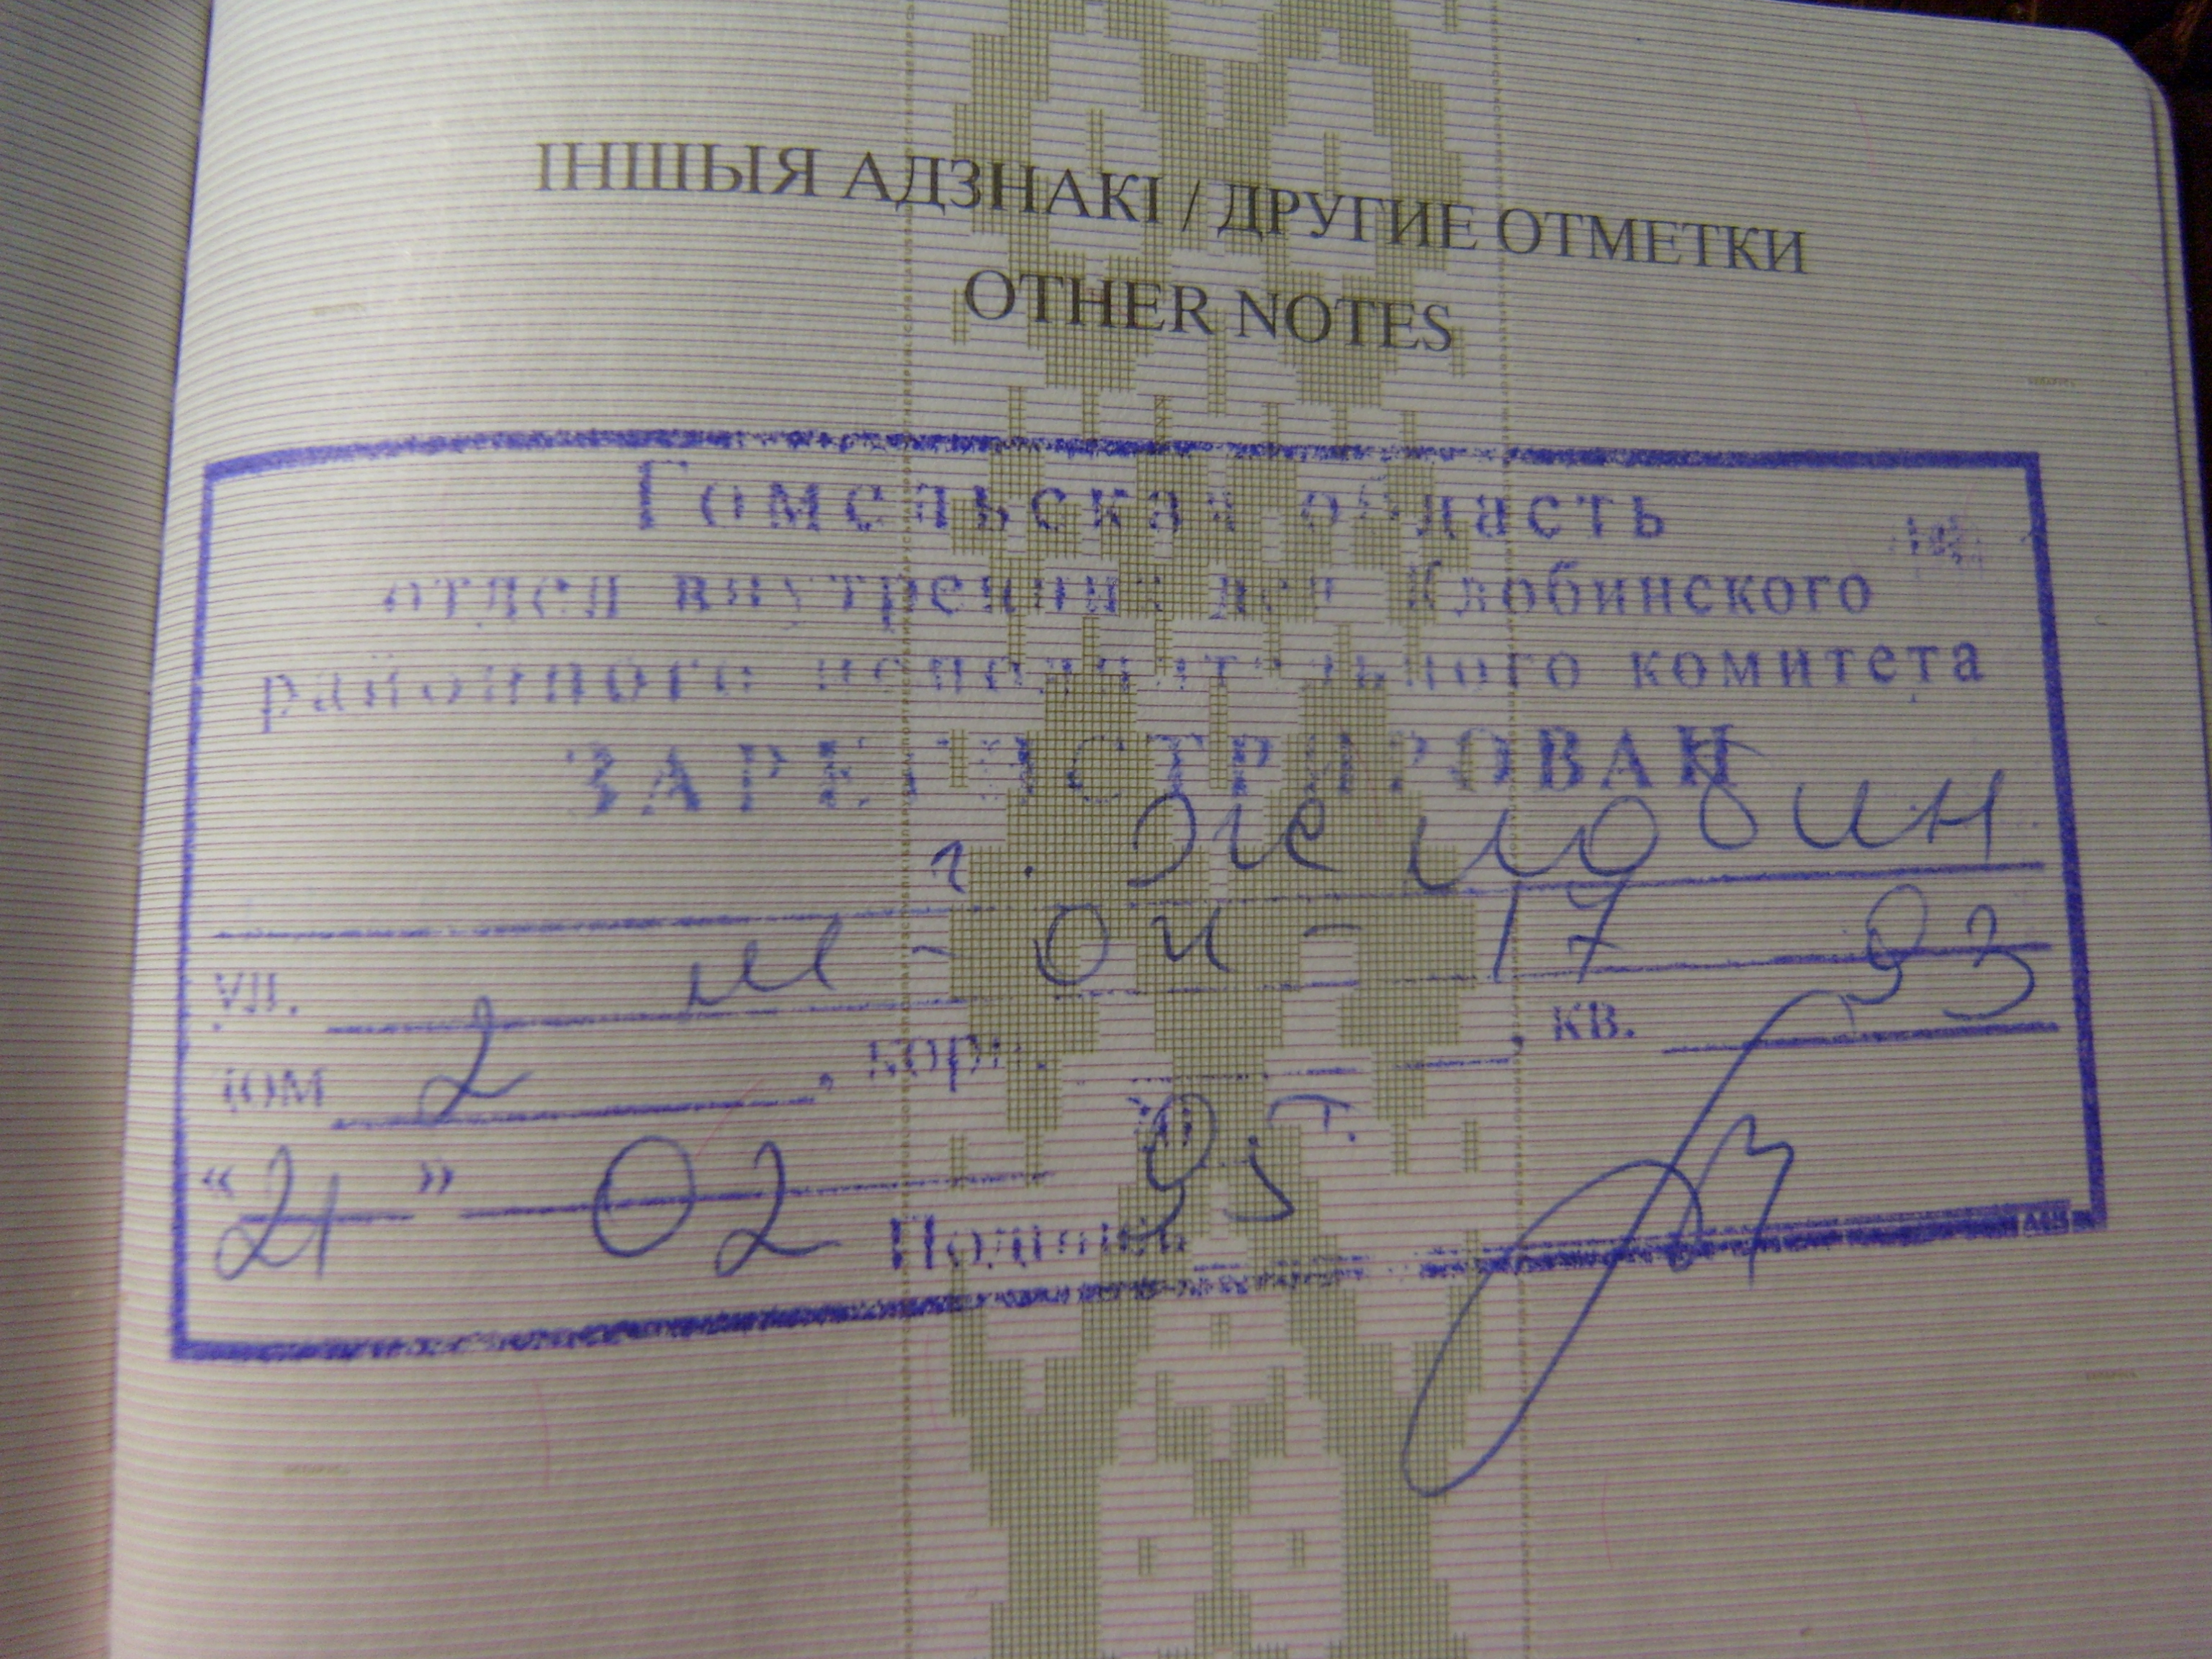 ІНШЫЯ АДЗНАКІ / ДРУГИЕ ОТМЕТКИ
OTHER NOTES
Гомельская область
отдел внутренних дел Жлобинского
районного исполнительного комитета
ЗАРЕГИСТРИРОВАН
г. Жлобин
ул. м-он-17
дом 2, корп. кв. 93
"21" 02
Подпись